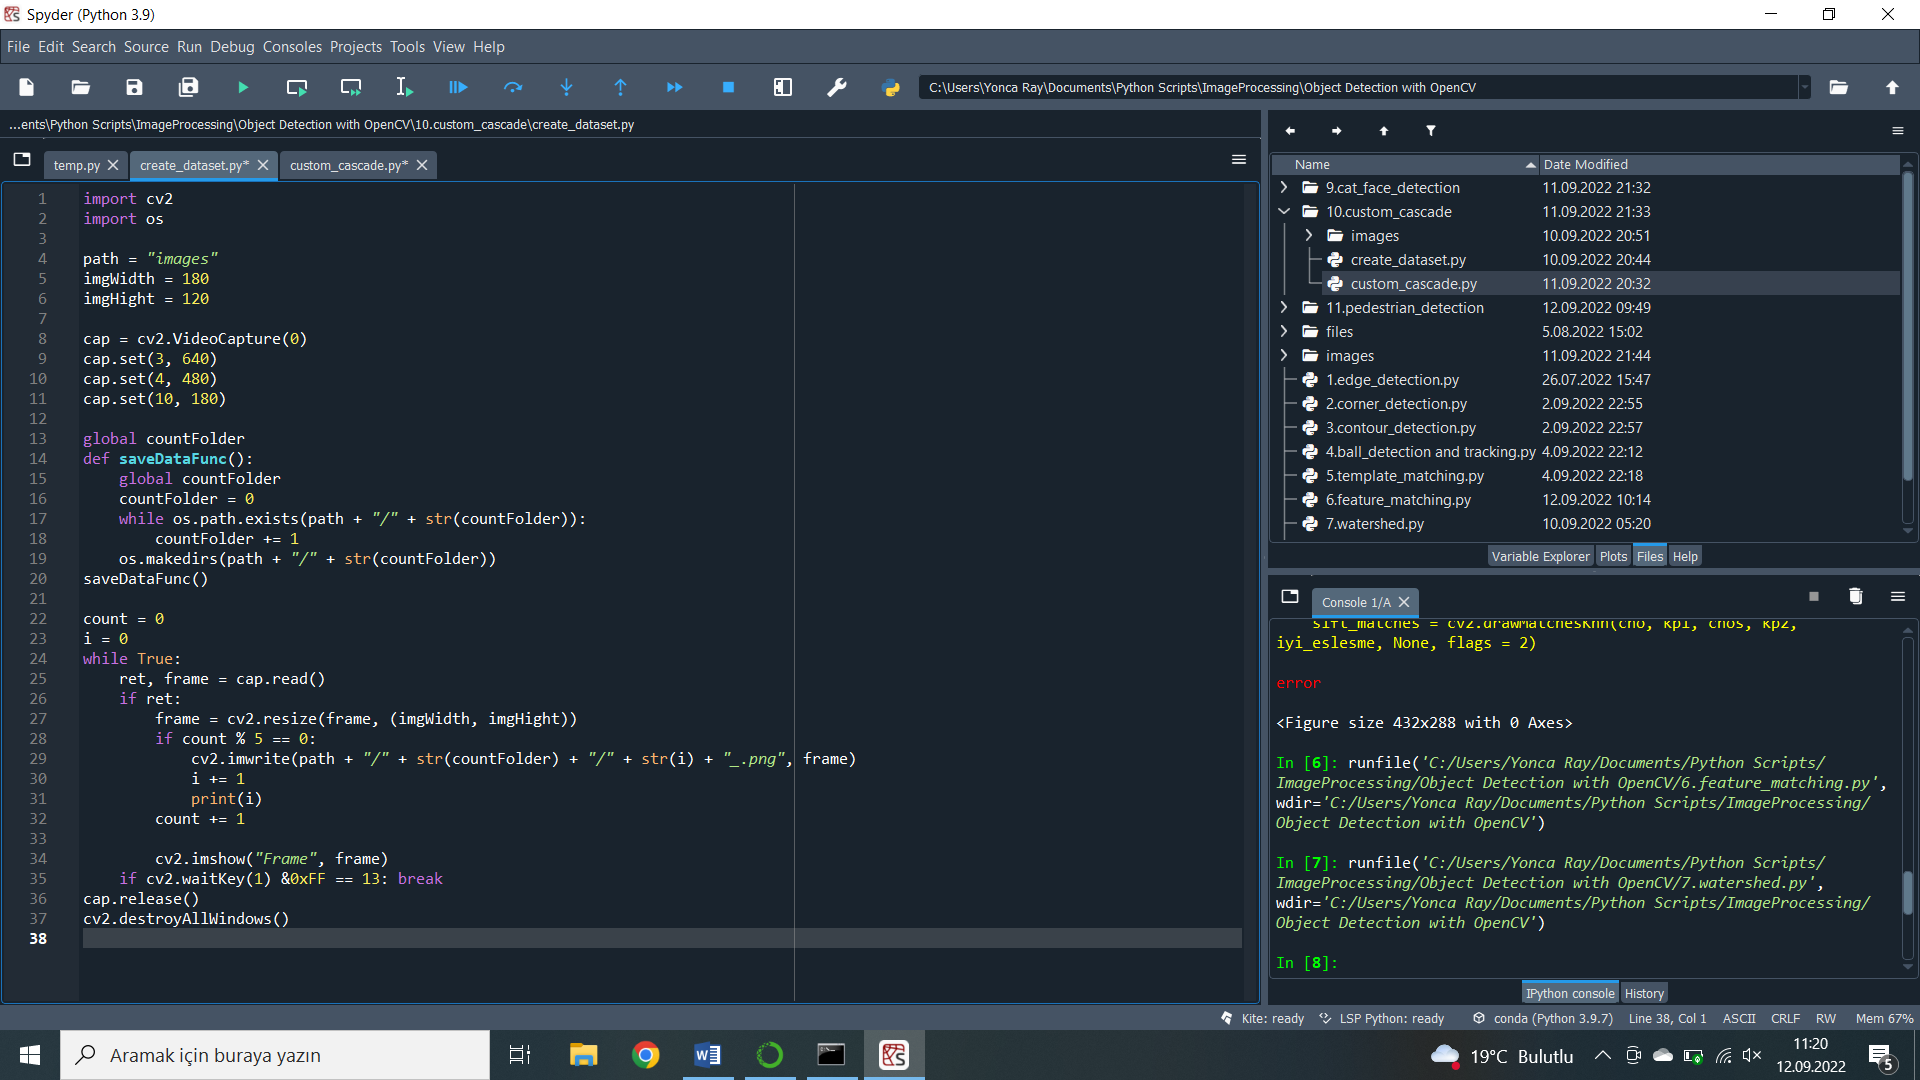 Spyder (Python 3.9)
File Edit Search Source Run Debug Consoles Projects Tools View Help
C:\Users\Yonca Ray\Documents\Python Scripts\ImageProcessing\Object Detection with OpenCV
...ents\Python Scripts\ImageProcessing\Object Detection with OpenCV\10.custom_cascade\create_dataset.py
temp.py create_dataset.py* custom_cascade.py*
1 import cv2
2 import os
3
4 path = "images"
5 imgWidth = 180
6 imgHight = 120
7
8 cap = cv2.VideoCapture(0)
9 cap.set(3, 640)
10 cap.set(4, 480)
11 cap.set(10, 180)
12
13 global countFolder
14 def saveDataFunc():
15 global countFolder
16 countFolder = 0
17 while os.path.exists(path + "/" + str(countFolder)):
18 countFolder += 1
19 os.makedirs(path + "/" + str(countFolder))
20 saveDataFunc()
21
22 count = 0
23 i = 0
24 while True:
25 ret, frame = cap.read()
26 if ret:
27 frame = cv2.resize(frame, (imgWidth, imgHight))
28 if count % 5 == 0:
29 cv2.imwrite(path + "/" + str(countFolder) + "/" + str(i) + "_.png", frame)
30 i += 1
31 print(i)
32 count += 1
33
34 cv2.imshow("Frame", frame)
35 if cv2.waitKey(1) &0xFF == 13: break
36 cap.release()
37 cv2.destroyAllWindows()
38
Name Date Modified
9.cat_face_detection 11.09.2022 21:32
10.custom_cascade 11.09.2022 21:33
images 10.09.2022 20:51
create_dataset.py 10.09.2022 20:44
custom_cascade.py 11.09.2022 20:32
11.pedestrian_detection 12.09.2022 09:49
files 5.08.2022 15:02
images 11.09.2022 21:44
1.edge_detection.py 26.07.2022 15:47
2.corner_detection.py 2.09.2022 22:55
3.contour_detection.py 2.09.2022 22:57
4.ball_detection and tracking.py 4.09.2022 22:12
5.template_matching.py 4.09.2022 22:18
6.feature_matching.py 12.09.2022 10:14
7.watershed.py 10.09.2022 05:20
Variable Explorer Plots Files Help
Console 1/A
sift_matches = cv2.drawMatchesKnn(cho, kp1, chos, kp2,
iyi_eslesme, None, flags = 2)
error
<Figure size 432x288 with 0 Axes>
In [6]: runfile('C:/Users/Yonca Ray/Documents/Python Scripts/
ImageProcessing/Object Detection with OpenCV/6.feature_matching.py',
wdir='C:/Users/Yonca Ray/Documents/Python Scripts/ImageProcessing/
Object Detection with OpenCV')
In [7]: runfile('C:/Users/Yonca Ray/Documents/Python Scripts/
ImageProcessing/Object Detection with OpenCV/7.watershed.py',
wdir='C:/Users/Yonca Ray/Documents/Python Scripts/ImageProcessing/
Object Detection with OpenCV')
In [8]:
IPython console History
Kite: ready LSP Python: ready conda (Python 3.9.7) Line 38, Col 1 ASCII CRLF RW Mem 67%
Aramak için buraya yazın
19°C Bulutlu
11:20
12.09.2022
5